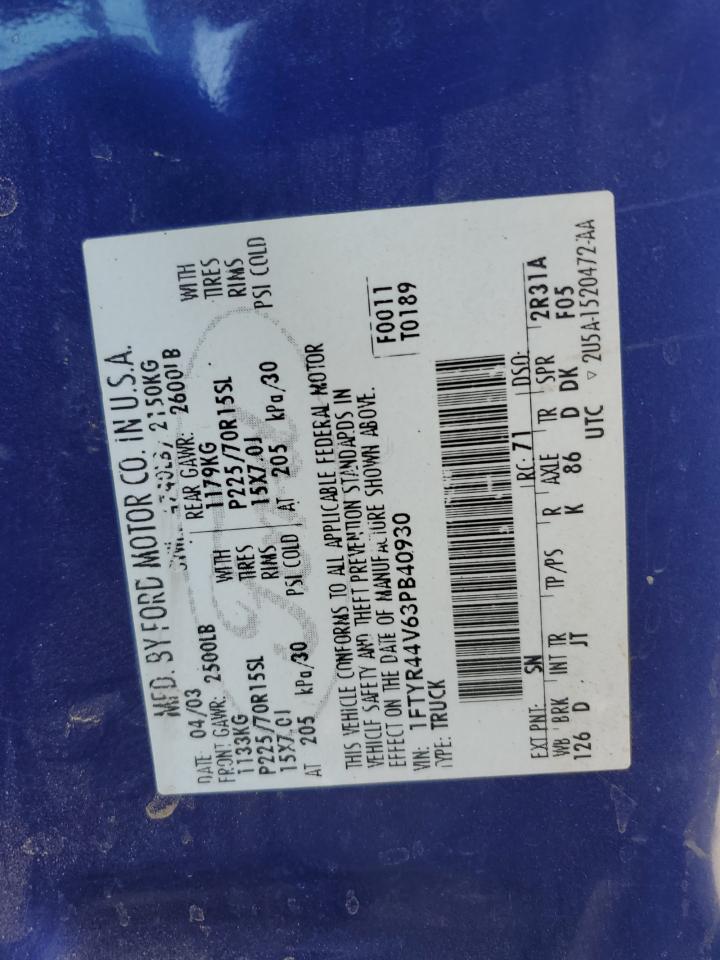 MFD. BY FORD MOTOR CO. IN U.S.A.
DATE: 04/03 2150KG
FRONT GAWR: 2500LB REAR GAWR: 2600LB
1133KG WITH 1179KG WITH
P225/70R15SL TIRES P225/70R15SL TIRES
15X7.0J RIMS 15X7.0J RIMS
AT 205 kPa/30 PSI COLD AT 205 kPa/30 PSI COLD
THIS VEHICLE CONFORMS TO ALL APPLICABLE FEDERAL MOTOR
VEHICLE SAFETY AND THEFT PREVENTION STANDARDS IN
EFFECT ON THE DATE OF MANUFACTURE SHOWN ABOVE.
VIN: 1FTYR44V63PB40930 F0011
TYPE: TRUCK T0189
EXT PNT: SN RC: 71 DSO:
WB BRK INT TR TP/PS R AXLE TR SPR 2R31A
126 D JT K 86 D DK F05
UTC ▽ 2U5A-1520472-AA